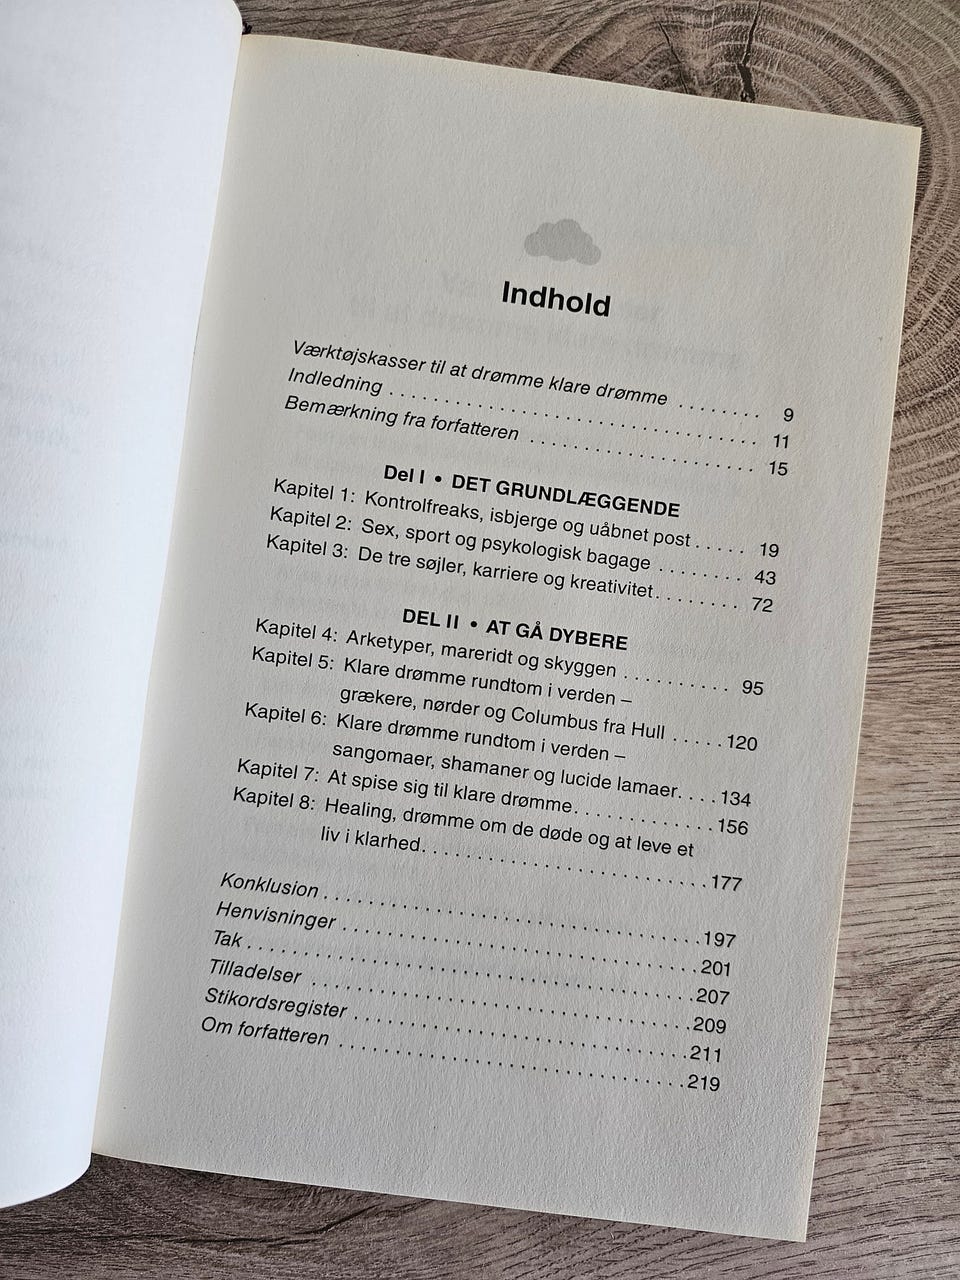 Indhold
Værktøjskasser til at drømme klare drømme ........ 9
Indledning .............................. 11
Bemærkning fra forfatteren .................. 15
Del I • DET GRUNDLÆGGENDE
Kapitel 1: Kontrolfreaks, isbjerge og uåbnet post ..... 19
Kapitel 2: Sex, sport og psykologisk bagage ........ 43
Kapitel 3: De tre søjler, karriere og kreativitet ........ 72
DEL II • AT GÅ DYBERE
Kapitel 4: Arketyper, mareridt og skyggen .......... 95
Kapitel 5: Klare drømme rundtom i verden –
grækere, nørder og Columbus fra Hull ..... 120
Kapitel 6: Klare drømme rundtom i verden –
sangomaer, shamaner og lucide lamaer .... 134
Kapitel 7: At spise sig til klare drømme ............. 156
Kapitel 8: Healing, drømme om de døde og at leve et
liv i klarhed ......................... 177
Konklusion ................................ 197
Henvisninger .............................. 201
Tak ...................................... 207
Tilladelser ................................ 209
Stikordsregister ............................ 211
Om forfatteren ............................. 219